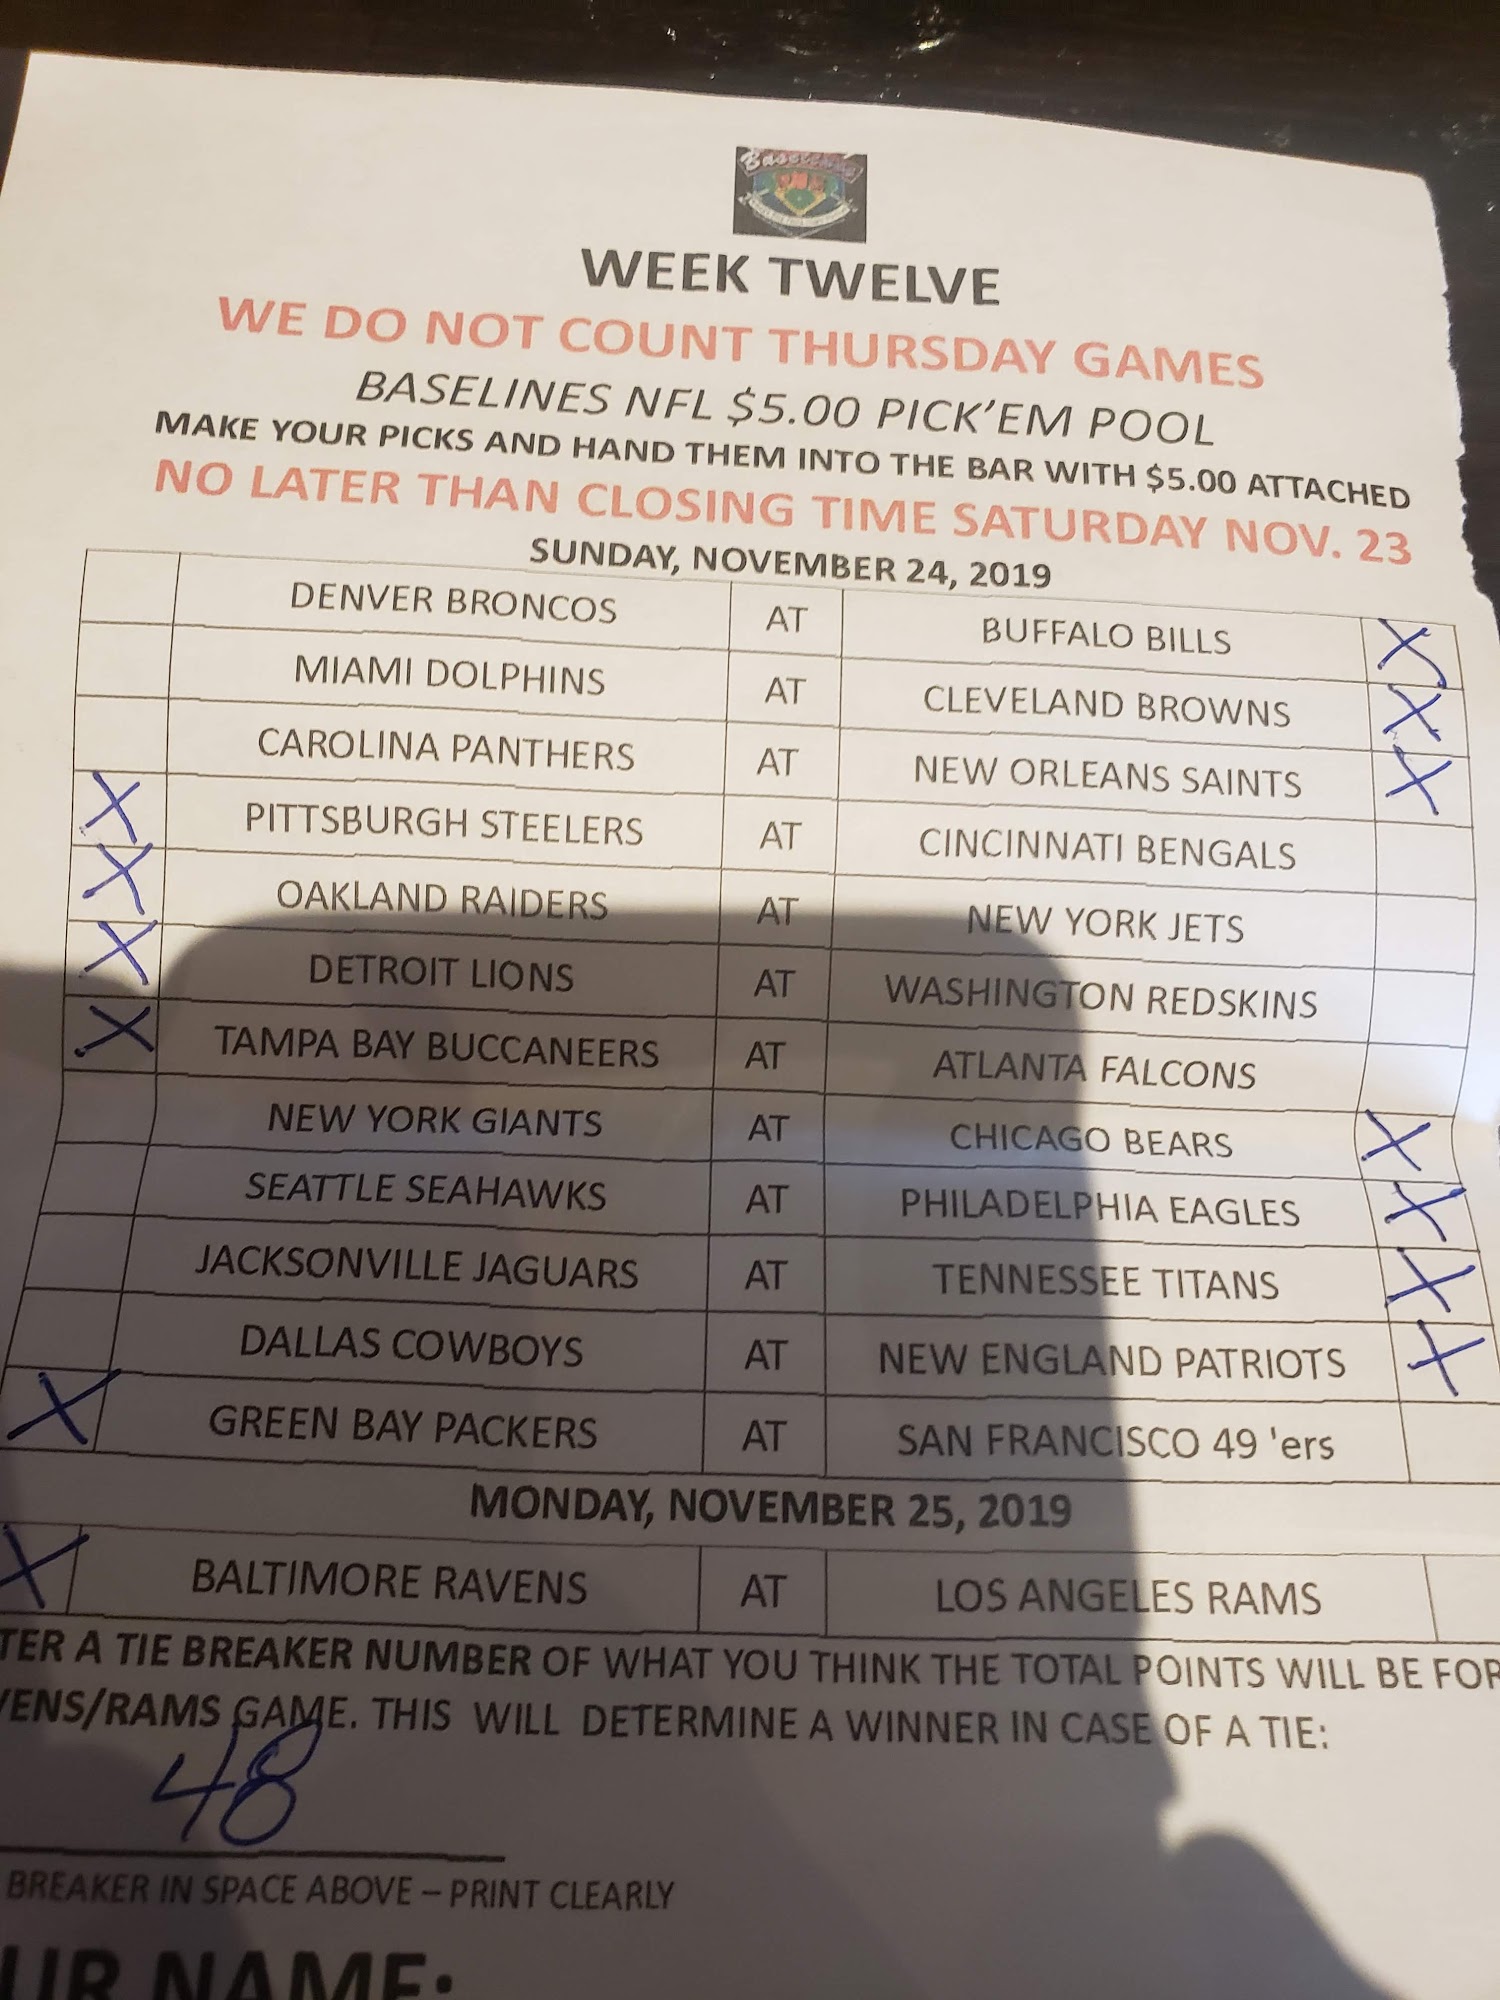 Baselines
WEEK TWELVE
WE DO NOT COUNT THURSDAY GAMES
BASELINES NFL $5.00 PICK'EM POOL
MAKE YOUR PICKS AND HAND THEM INTO THE BAR WITH $5.00 ATTACHED
NO LATER THAN CLOSING TIME SATURDAY NOV. 23
SUNDAY, NOVEMBER 24, 2019
DENVER BRONCOS AT BUFFALO BILLS X
MIAMI DOLPHINS AT CLEVELAND BROWNS X
CAROLINA PANTHERS AT NEW ORLEANS SAINTS X
X PITTSBURGH STEELERS AT CINCINNATI BENGALS
X OAKLAND RAIDERS AT NEW YORK JETS
X DETROIT LIONS AT WASHINGTON REDSKINS
X TAMPA BAY BUCCANEERS AT ATLANTA FALCONS
NEW YORK GIANTS AT CHICAGO BEARS X
SEATTLE SEAHAWKS AT PHILADELPHIA EAGLES X
JACKSONVILLE JAGUARS AT TENNESSEE TITANS X
DALLAS COWBOYS AT NEW ENGLAND PATRIOTS X
X GREEN BAY PACKERS AT SAN FRANCISCO 49 'ers
MONDAY, NOVEMBER 25, 2019
X BALTIMORE RAVENS AT LOS ANGELES RAMS
TER A TIE BREAKER NUMBER OF WHAT YOU THINK THE TOTAL POINTS WILL BE FOR
VENS/RAMS GAME. THIS WILL DETERMINE A WINNER IN CASE OF A TIE:
48
BREAKER IN SPACE ABOVE – PRINT CLEARLY
UR NAME: